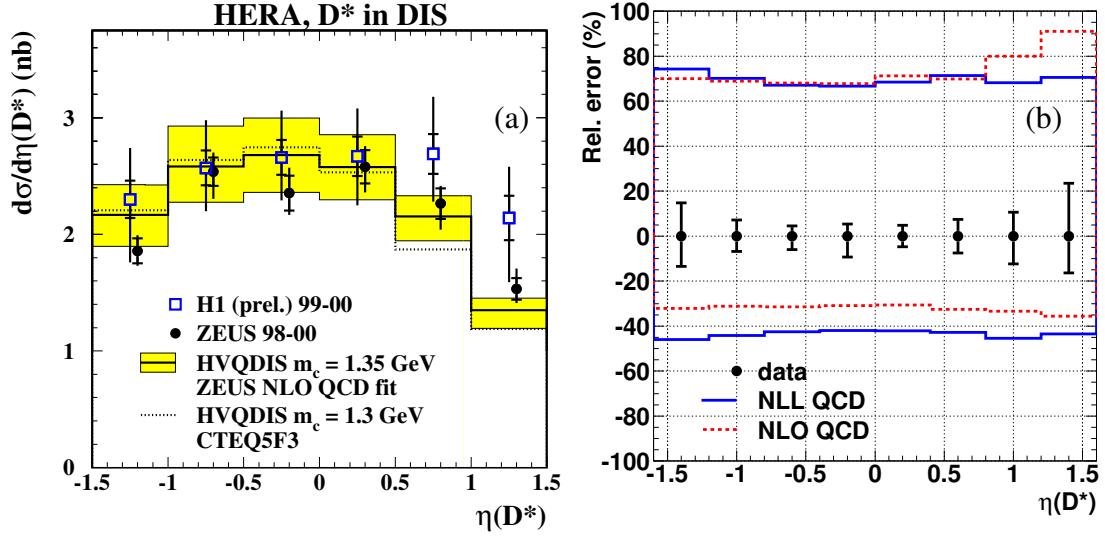 HERA, D* in DIS
dσ/dη(D*) (nb)
(a)
3
2
1
0
H1 (prel.) 99-00
ZEUS 98-00
HVQDIS m_c = 1.35 GeV
ZEUS NLO QCD fit
HVQDIS m_c = 1.3 GeV
CTEQ5F3
-1.5 -1 -0.5 0 0.5 1 1.5
η(D*)
Rel. error (%)
(b)
100
80
60
40
20
0
-20
-40
-60
-80
-100
data
NLL QCD
NLO QCD
-1.5 -1 -0.5 0 0.5 1 1.5
η(D*)